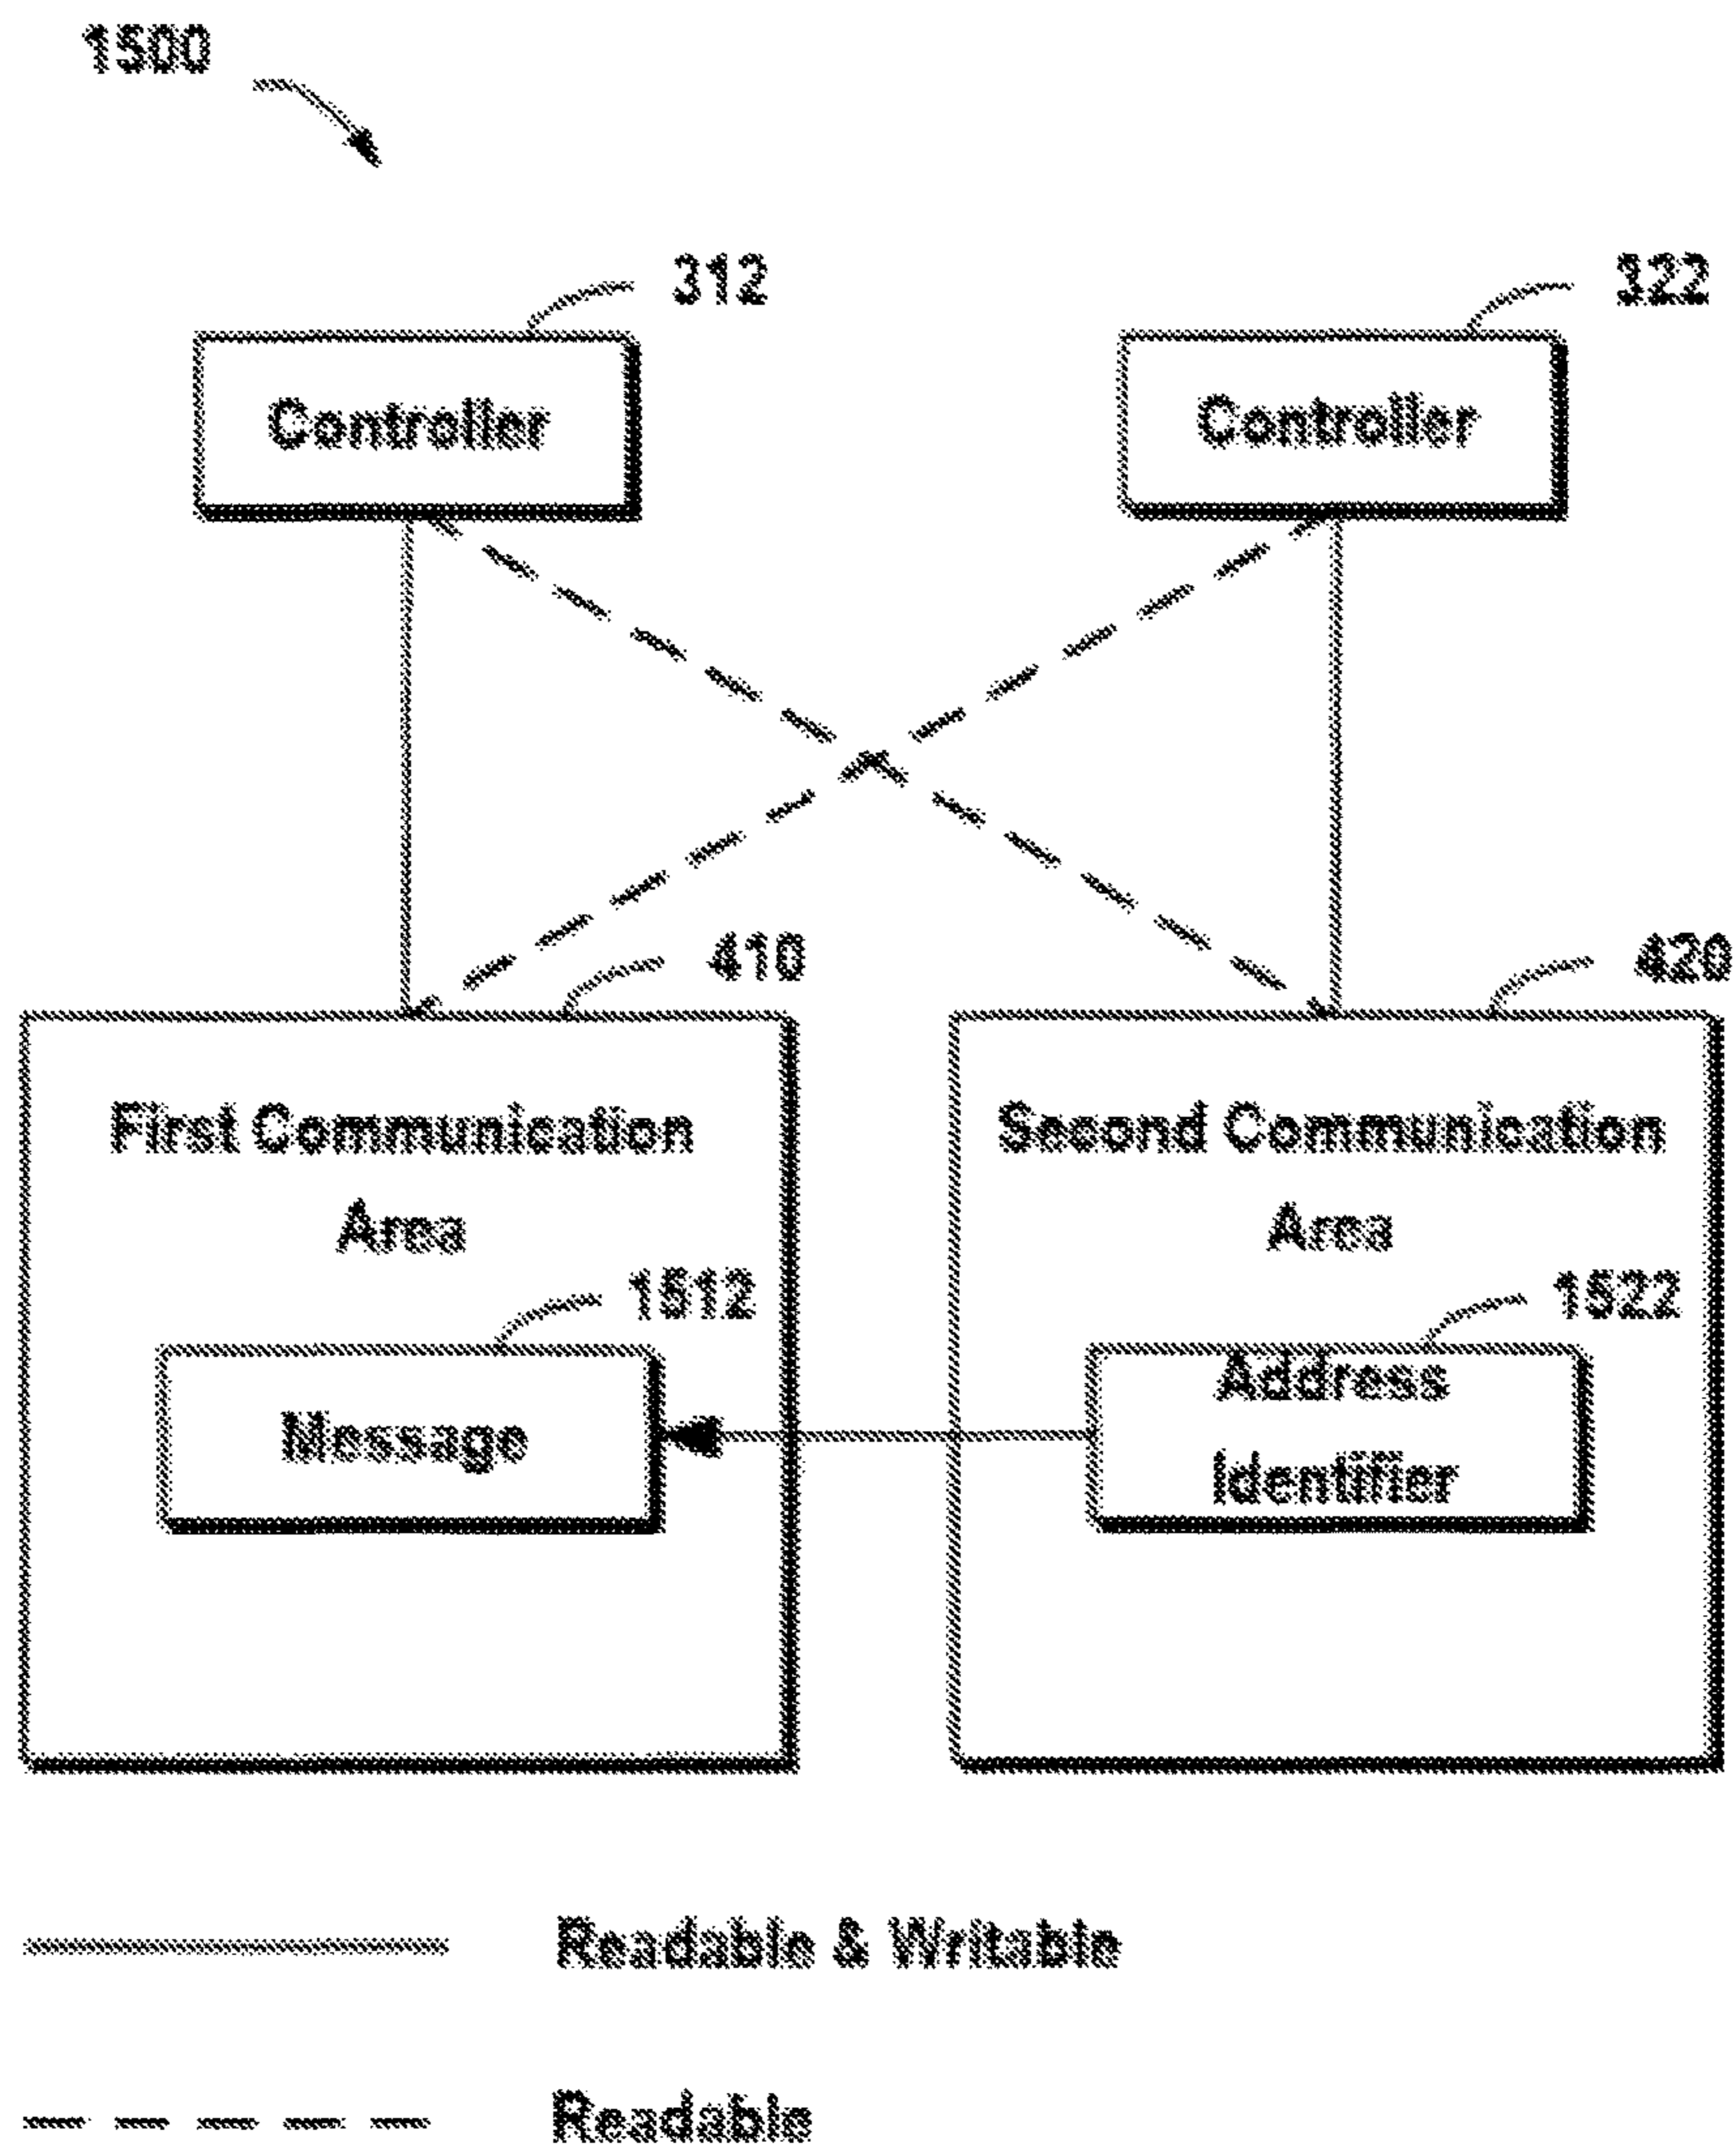 1500
312
322
Controller
Controller
410
420
First Communication
Area
Second Communication
Area
1512
1522
Message
Address
Identifier
Readable & Writable
Readable